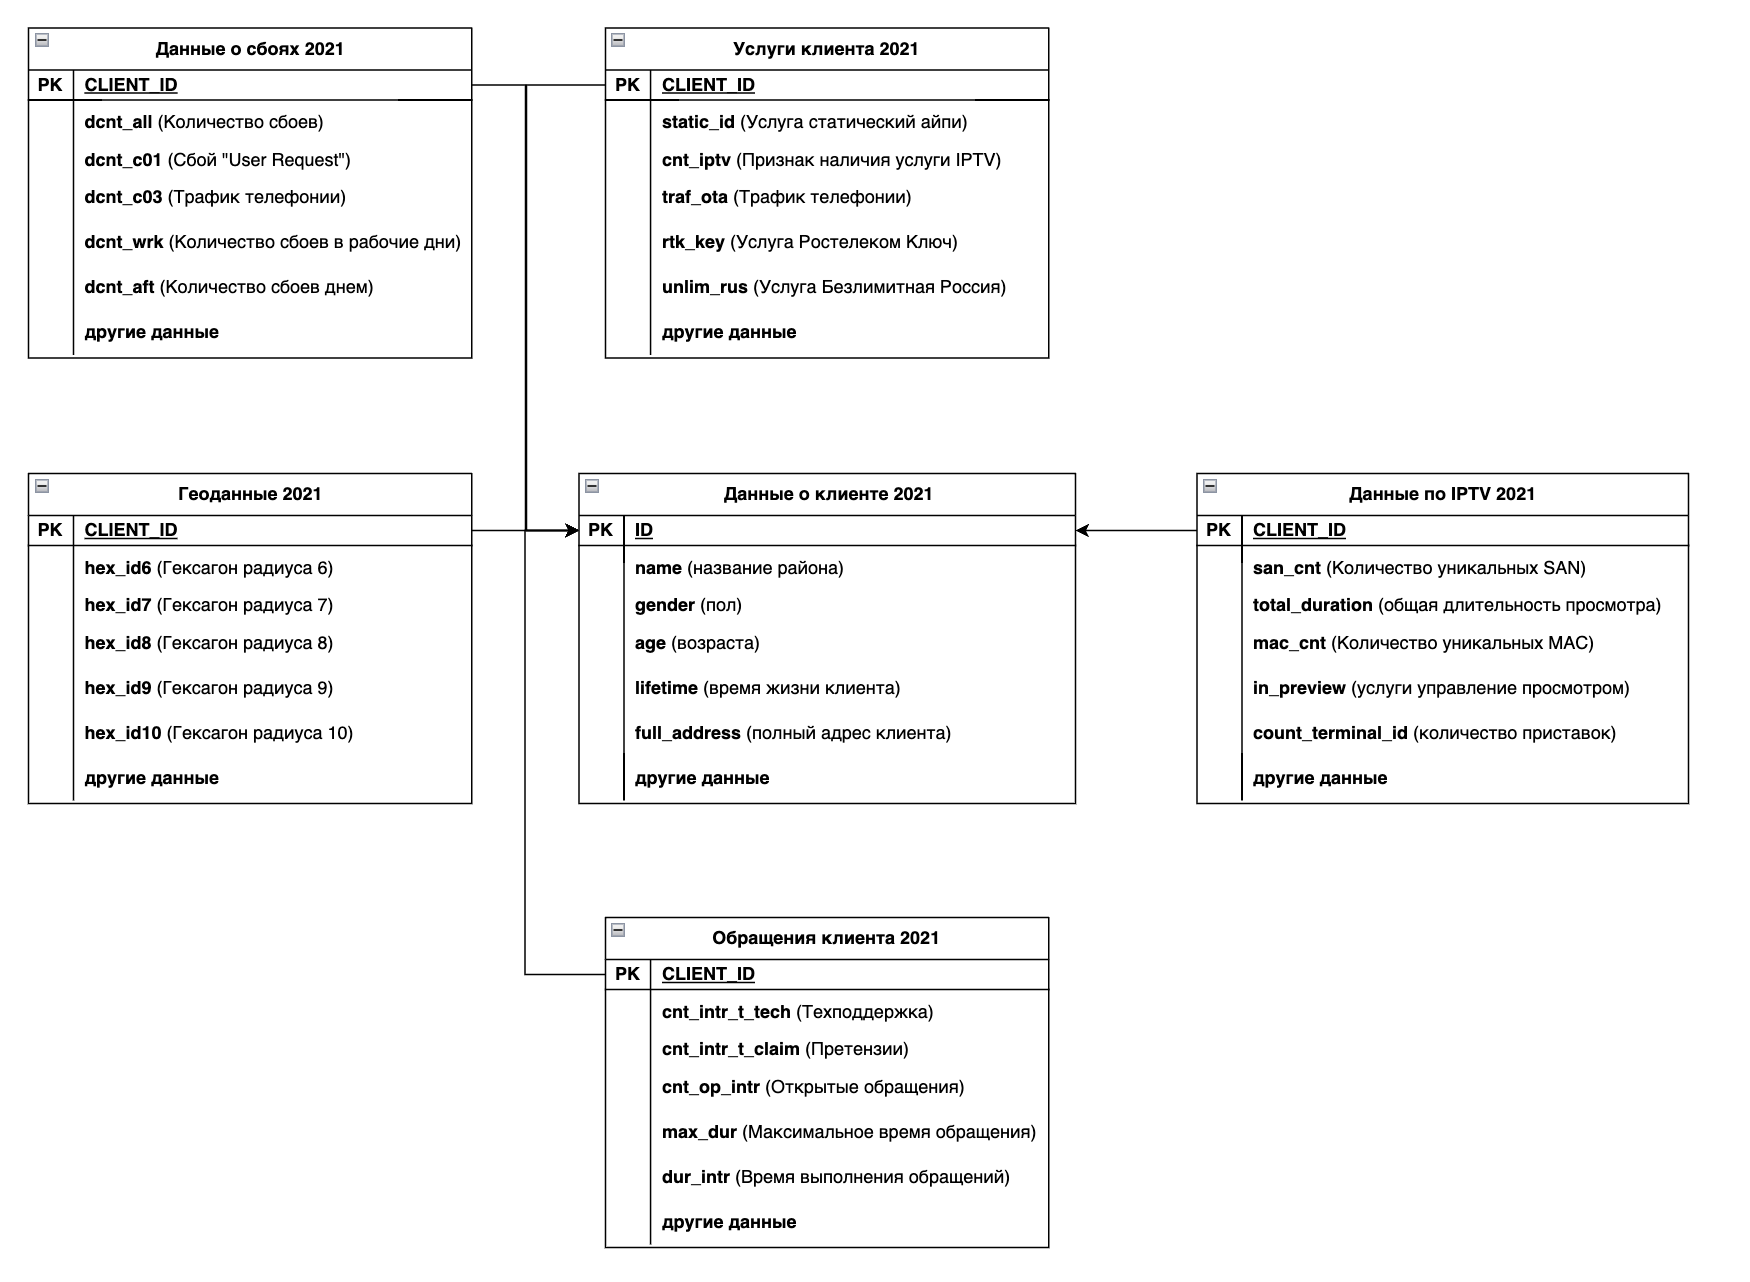 Данные о сбоях 2021
PK CLIENT_ID
dcnt_all (Количество сбоев)
dcnt_c01 (Сбой "User Request")
dcnt_c03 (Трафик телефонии)
dcnt_wrk (Количество сбоев в рабочие дни)
dcnt_aft (Количество сбоев днем)
другие данные
Услуги клиента 2021
PK CLIENT_ID
static_id (Услуга статический айпи)
cnt_iptv (Признак наличия услуги IPTV)
traf_ota (Трафик телефонии)
rtk_key (Услуга Ростелеком Ключ)
unlim_rus (Услуга Безлимитная Россия)
другие данные
Геоданные 2021
PK CLIENT_ID
hex_id6 (Гексагон радиуса 6)
hex_id7 (Гексагон радиуса 7)
hex_id8 (Гексагон радиуса 8)
hex_id9 (Гексагон радиуса 9)
hex_id10 (Гексагон радиуса 10)
другие данные
Данные о клиенте 2021
PK ID
name (название района)
gender (пол)
age (возраста)
lifetime (время жизни клиента)
full_address (полный адрес клиента)
другие данные
Данные по IPTV 2021
PK CLIENT_ID
san_cnt (Количество уникальных SAN)
total_duration (общая длительность просмотра)
mac_cnt (Количество уникальных MAC)
in_preview (услуги управление просмотром)
count_terminal_id (количество приставок)
другие данные
Обращения клиента 2021
PK CLIENT_ID
cnt_intr_t_tech (Техподдержка)
cnt_intr_t_claim (Претензии)
cnt_op_intr (Открытые обращения)
max_dur (Максимальное время обращения)
dur_intr (Время выполнения обращений)
другие данные